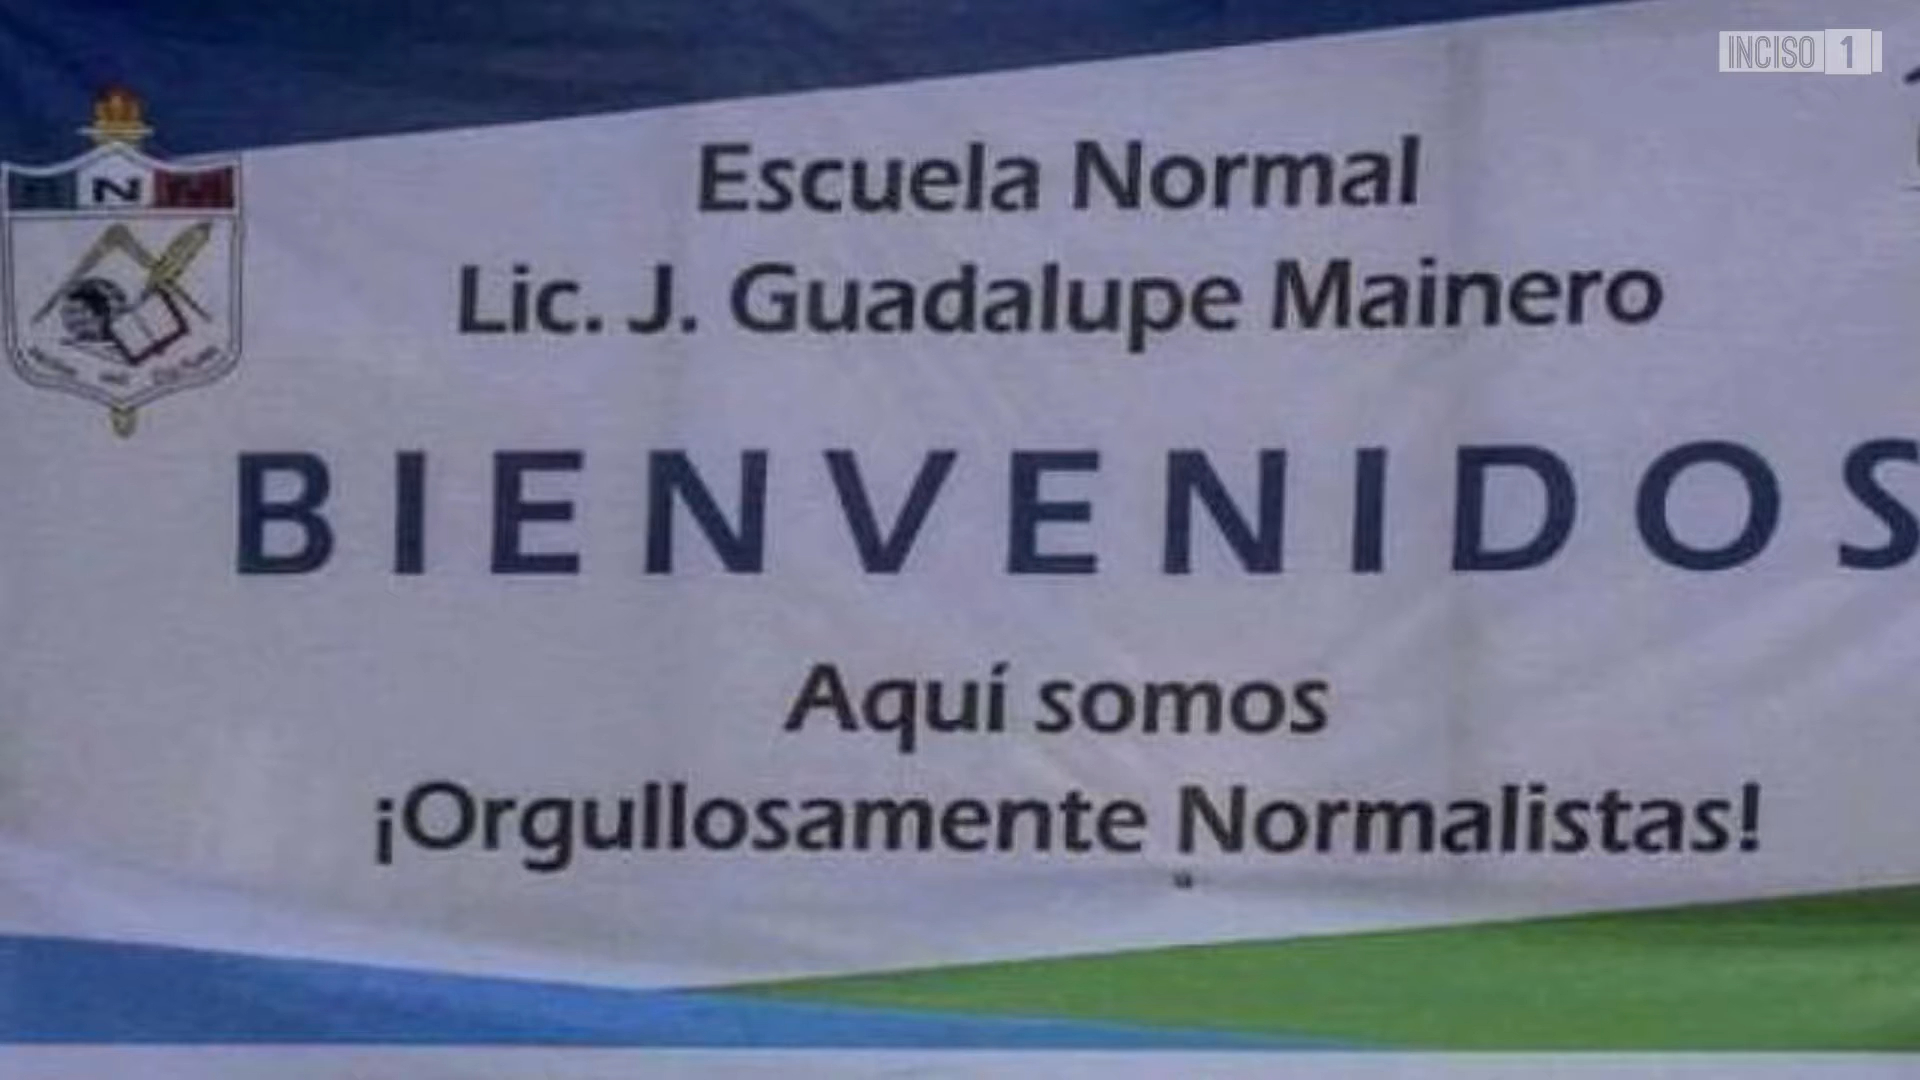 INCISO 1
N
Escuela Normal
Lic. J. Guadalupe Mainero
BIENVENIDOS
Aquí somos
¡Orgullosamente Normalistas!